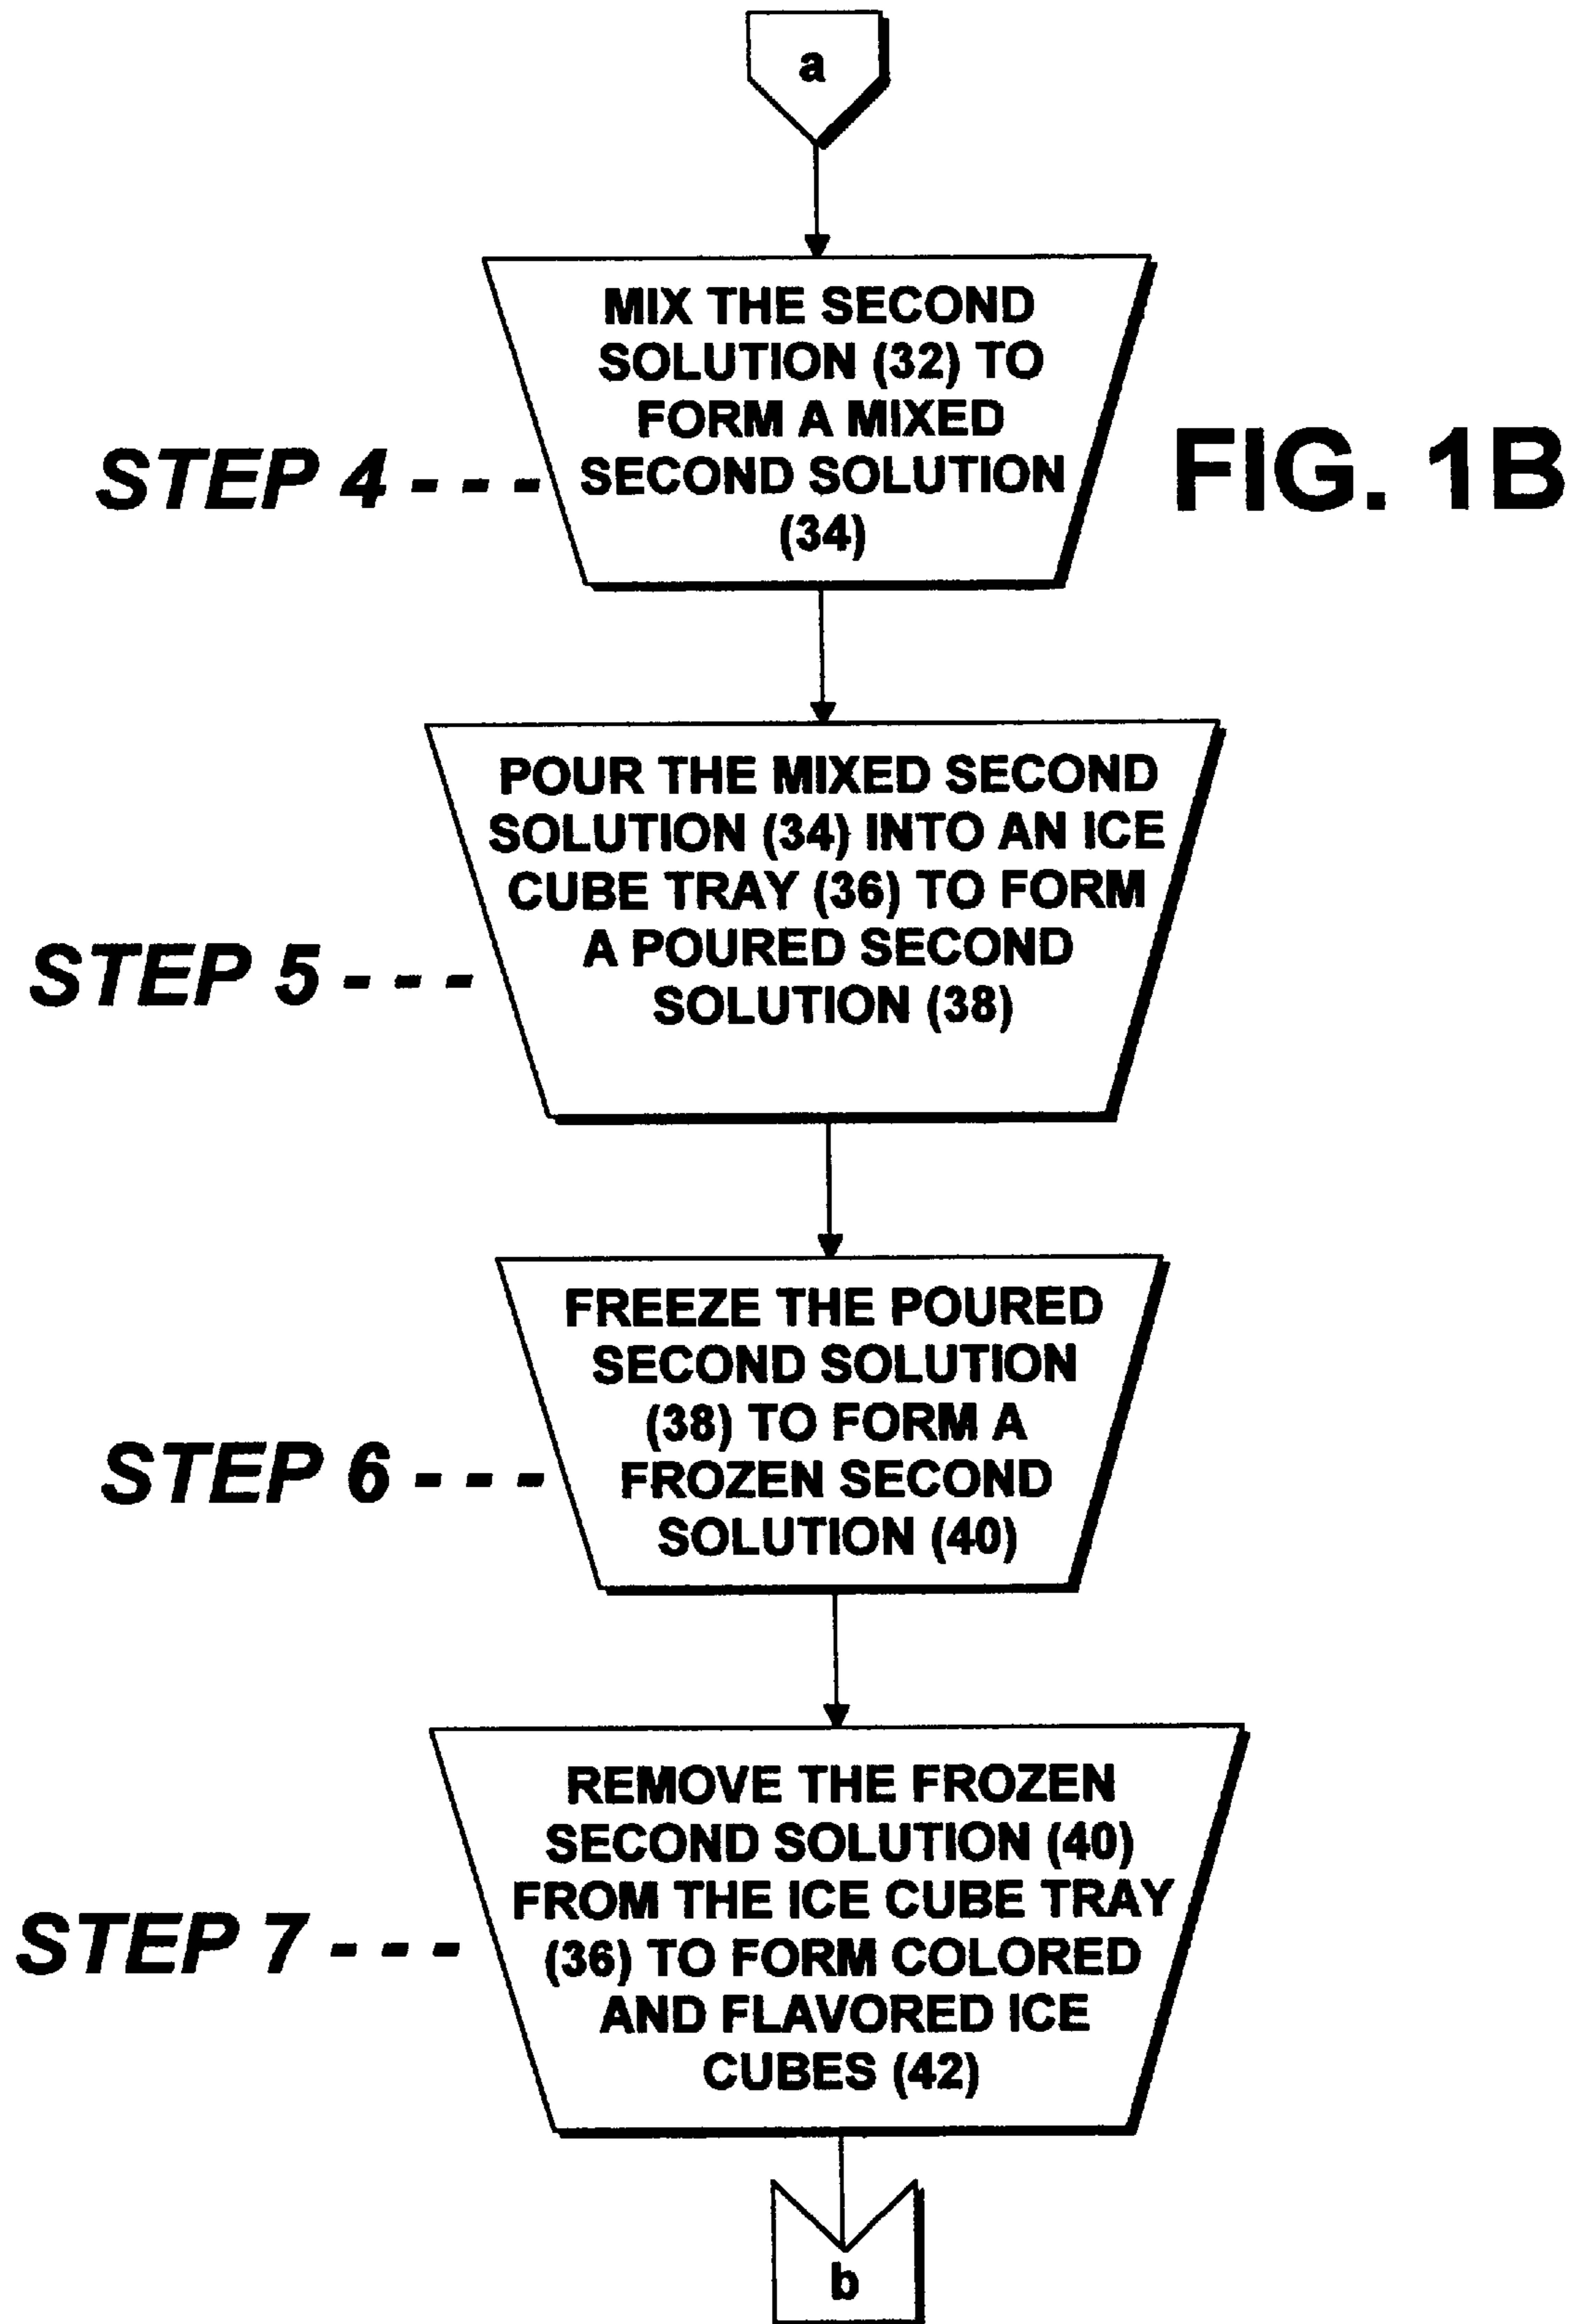 a
MIX THE SECOND
SOLUTION (32) TO
FORM A MIXED
SECOND SOLUTION
(34)
STEP 4 - - -
FIG. 1B
POUR THE MIXED SECOND
SOLUTION (34) INTO AN ICE
CUBE TRAY (36) TO FORM
A POURED SECOND
SOLUTION (38)
STEP 5 - - -
FREEZE THE POURED
SECOND SOLUTION
(38) TO FORM A
FROZEN SECOND
SOLUTION (40)
STEP 6 - - -
REMOVE THE FROZEN
SECOND SOLUTION (40)
FROM THE ICE CUBE TRAY
(36) TO FORM COLORED
AND FLAVORED ICE
CUBES (42)
STEP 7 - - -
b